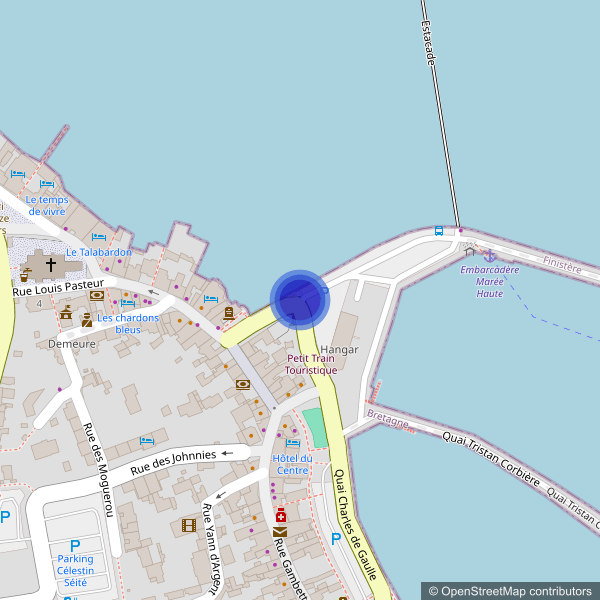 Estacade
Le temps
de vivre
Le Talabardon
Rue Louis Pasteur
4
Les chardons
bleus
Demeure
Finistère
Embarcadère
Marée
Haute
Hangar
Petit Train
Touristique
Bretagne
Quai Tristan Corbière
Quai Tristan C
Rue des Moguerou
Rue des Johnnies
Hôtel du
Centre
Quai Charles de Gaulle
Rue Yann d'Argent
Rue Gambett
P
P
P
P
Parking
Célestin
Séité
© OpenStreetMap contributors